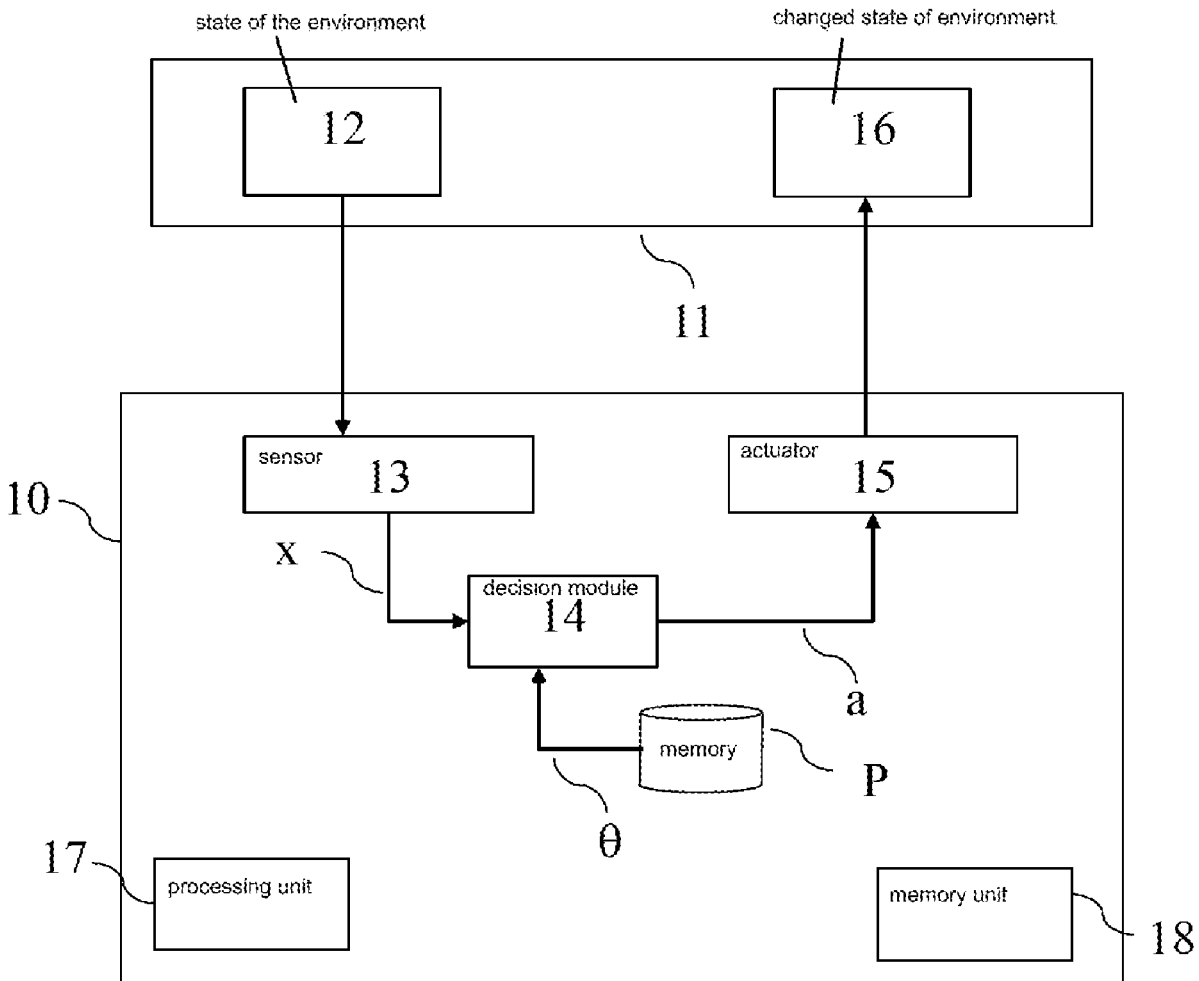 state of the environment
changed state of environment
12
16
11
sensor
13
actuator
15
10
x
decision module
14
a
memory
P
θ
17
processing unit
memory unit
18